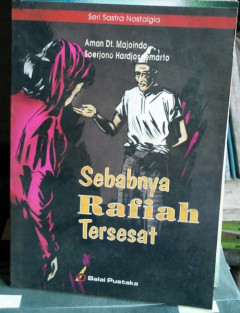 Seri Sastra Nostalgia
Aman Dt. Majoindo
Soerjono Hardjosoemarto
Sebabnya
Rafiah
Tersesat
Balai Pustaka